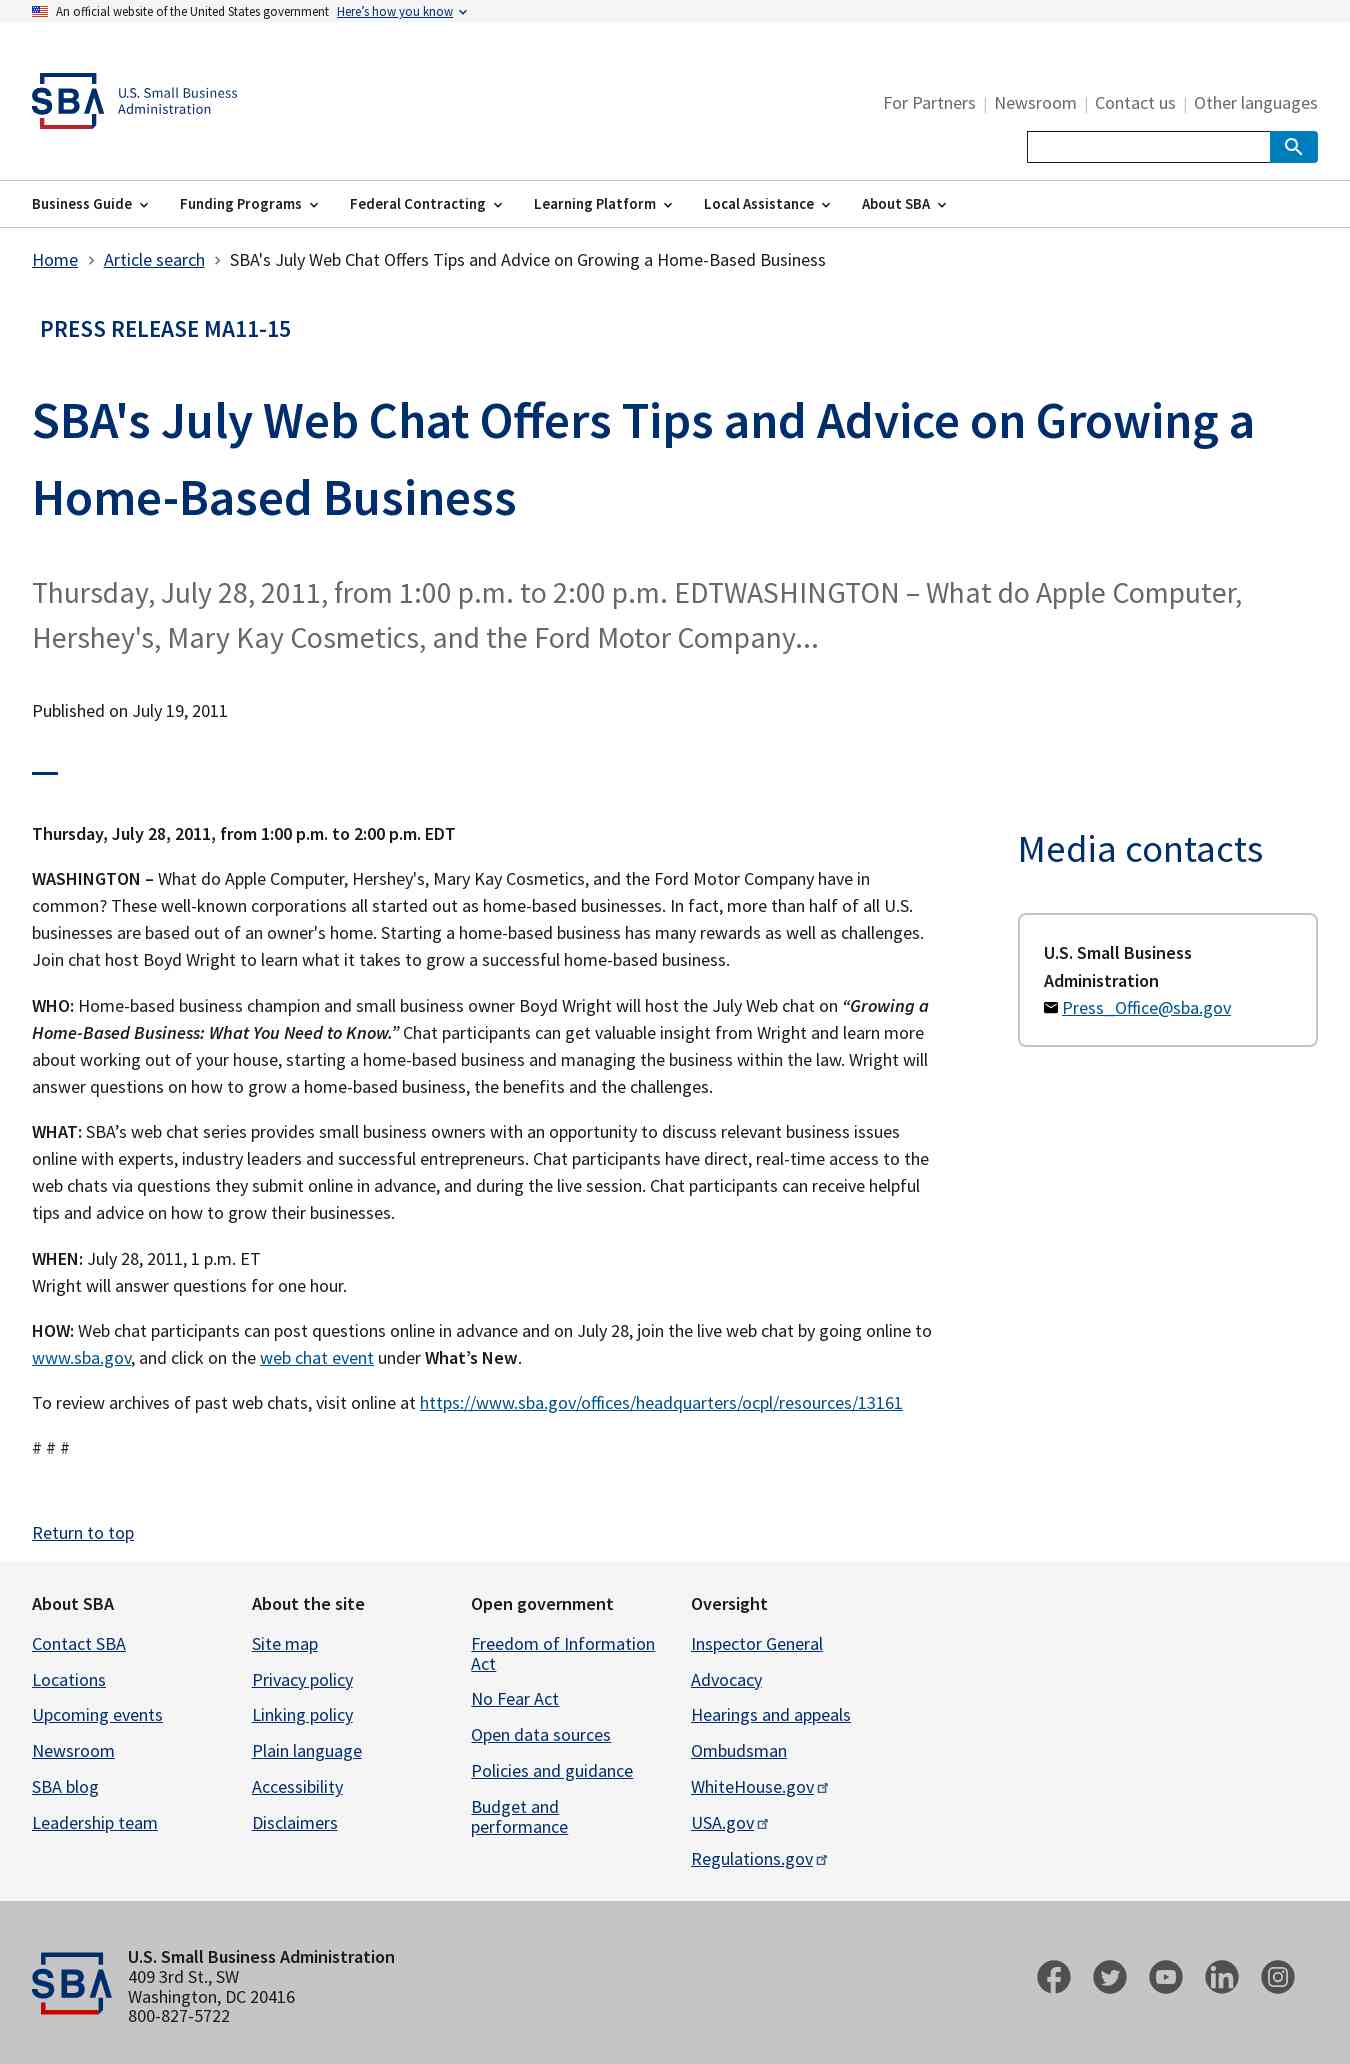 An official website of the United States government Here’s how you know
SBA U.S. Small Business
Administration
For Partners | Newsroom | Contact us | Other languages
Business Guide Funding Programs Federal Contracting Learning Platform Local Assistance About SBA
Home > Article search > SBA's July Web Chat Offers Tips and Advice on Growing a Home-Based Business
PRESS RELEASE MA11-15
SBA's July Web Chat Offers Tips and Advice on Growing a
Home-Based Business
Thursday, July 28, 2011, from 1:00 p.m. to 2:00 p.m. EDTWASHINGTON – What do Apple Computer,
Hershey's, Mary Kay Cosmetics, and the Ford Motor Company...
Published on July 19, 2011
Thursday, July 28, 2011, from 1:00 p.m. to 2:00 p.m. EDT
WASHINGTON – What do Apple Computer, Hershey's, Mary Kay Cosmetics, and the Ford Motor Company have in
common? These well-known corporations all started out as home-based businesses. In fact, more than half of all U.S.
businesses are based out of an owner's home. Starting a home-based business has many rewards as well as challenges.
Join chat host Boyd Wright to learn what it takes to grow a successful home-based business.
WHO: Home-based business champion and small business owner Boyd Wright will host the July Web chat on “Growing a
Home-Based Business: What You Need to Know.” Chat participants can get valuable insight from Wright and learn more
about working out of your house, starting a home-based business and managing the business within the law. Wright will
answer questions on how to grow a home-based business, the benefits and the challenges.
WHAT: SBA’s web chat series provides small business owners with an opportunity to discuss relevant business issues
online with experts, industry leaders and successful entrepreneurs. Chat participants have direct, real-time access to the
web chats via questions they submit online in advance, and during the live session. Chat participants can receive helpful
tips and advice on how to grow their businesses.
WHEN: July 28, 2011, 1 p.m. ET
Wright will answer questions for one hour.
HOW: Web chat participants can post questions online in advance and on July 28, join the live web chat by going online to
www.sba.gov, and click on the web chat event under What’s New.
To review archives of past web chats, visit online at https://www.sba.gov/offices/headquarters/ocpl/resources/13161
# # #
Media contacts
U.S. Small Business
Administration
Press_Office@sba.gov
Return to top
About SBA
Contact SBA
Locations
Upcoming events
Newsroom
SBA blog
Leadership team
About the site
Site map
Privacy policy
Linking policy
Plain language
Accessibility
Disclaimers
Open government
Freedom of Information
Act
No Fear Act
Open data sources
Policies and guidance
Budget and
performance
Oversight
Inspector General
Advocacy
Hearings and appeals
Ombudsman
WhiteHouse.gov
USA.gov
Regulations.gov
SBA
U.S. Small Business Administration
409 3rd St., SW
Washington, DC 20416
800-827-5722